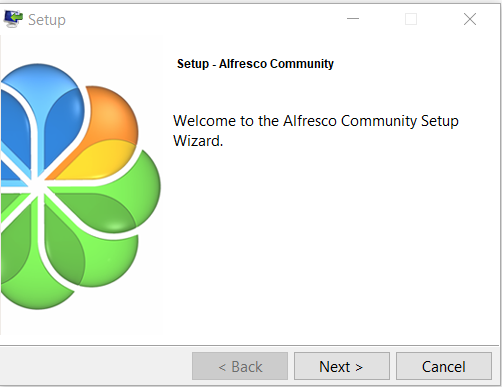 Setup
Setup - Alfresco Community
Welcome to the Alfresco Community Setup
Wizard.
< Back
Next >
Cancel